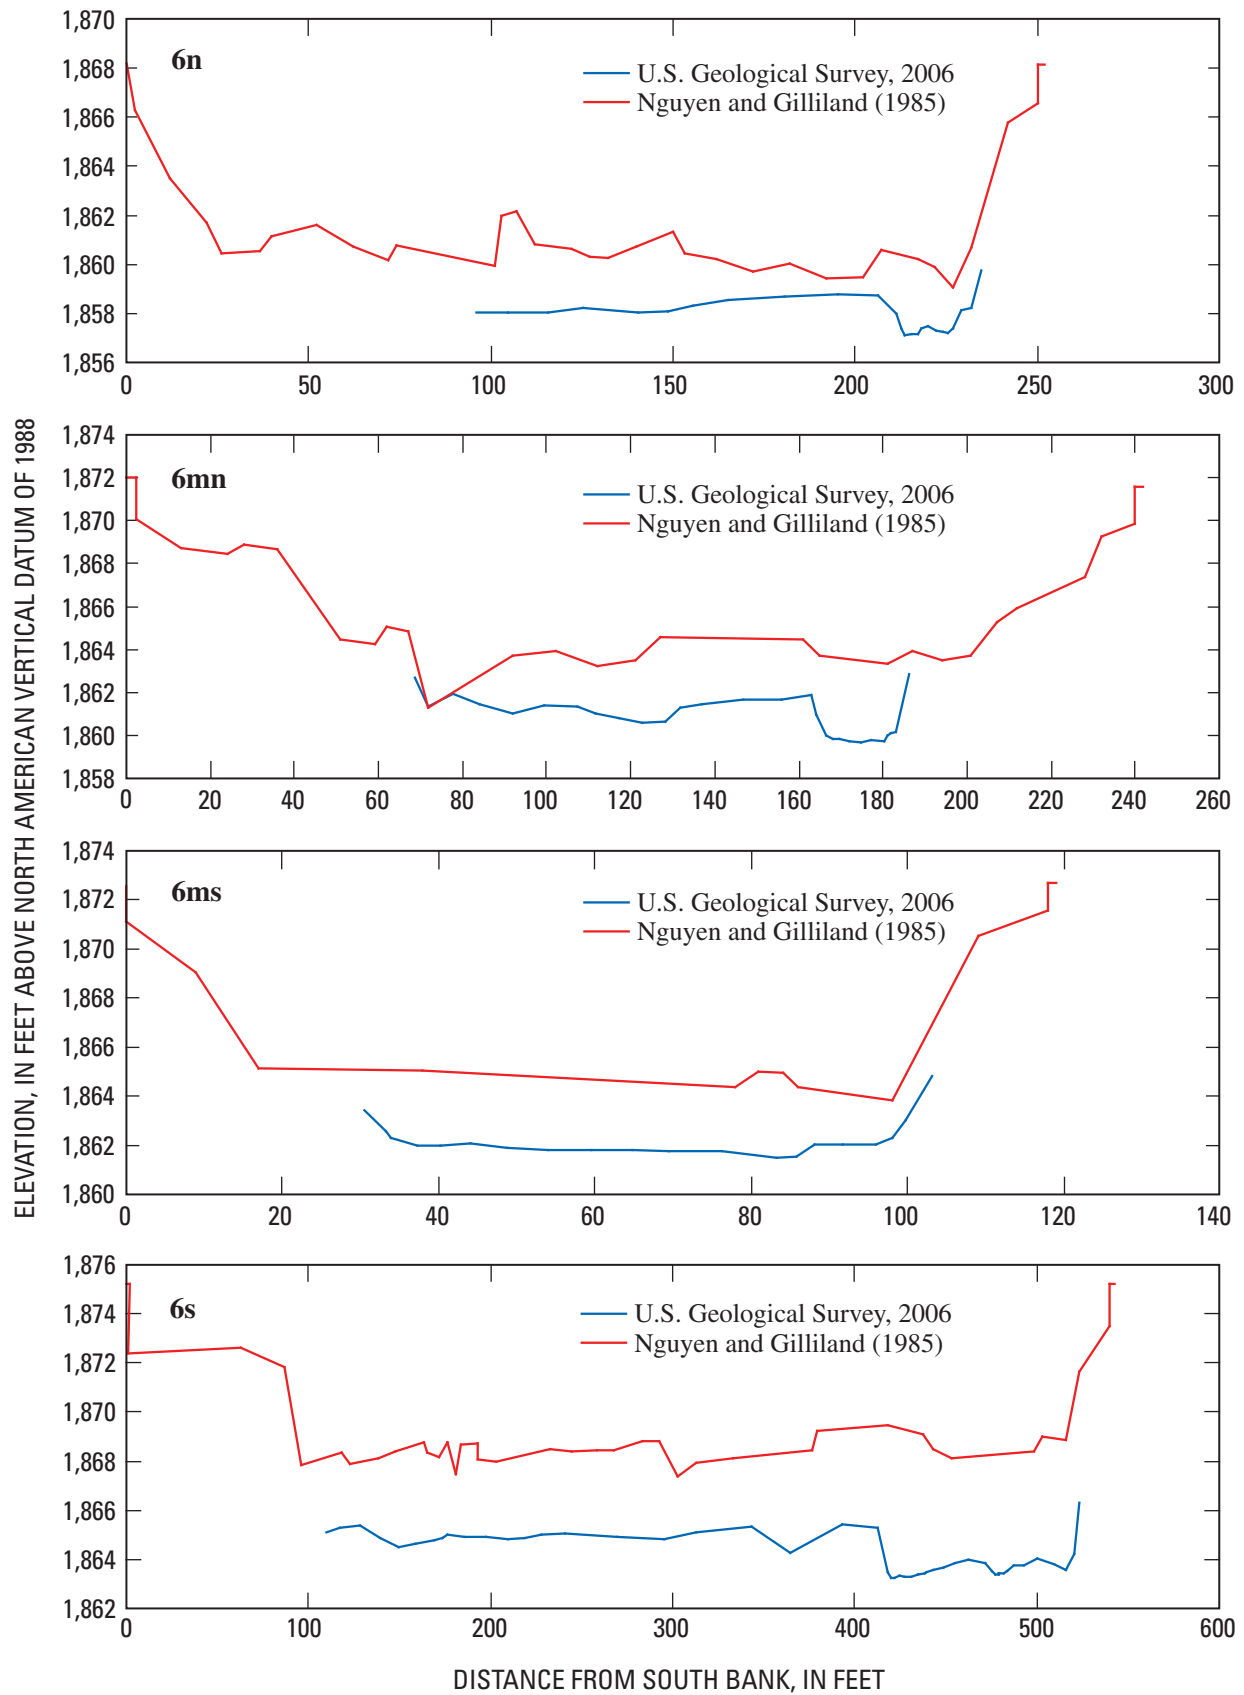 ELEVATION, IN FEET ABOVE NORTH AMERICAN VERTICAL DATUM OF 1988
1,870
1,868
1,866
1,864
1,862
1,860
1,858
1,856
6n
U.S. Geological Survey, 2006
Nguyen and Gilliland (1985)
0 50 100 150 200 250 300
1,874
1,872
1,870
1,868
1,866
1,864
1,862
1,860
1,858
6mn
U.S. Geological Survey, 2006
Nguyen and Gilliland (1985)
0 20 40 60 80 100 120 140 160 180 200 220 240 260
1,874
1,872
1,870
1,868
1,866
1,864
1,862
1,860
6ms
U.S. Geological Survey, 2006
Nguyen and Gilliland (1985)
0 20 40 60 80 100 120 140
1,876
1,874
1,872
1,870
1,868
1,866
1,864
1,862
6s
U.S. Geological Survey, 2006
Nguyen and Gilliland (1985)
0 100 200 300 400 500 600
DISTANCE FROM SOUTH BANK, IN FEET